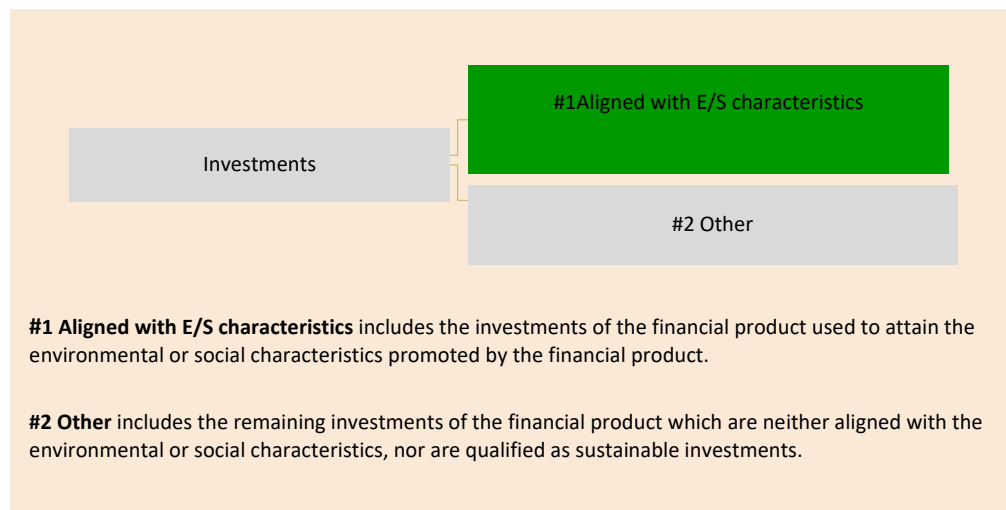 #1Aligned with E/S characteristics
Investments
#2 Other
#1 Aligned with E/S characteristics includes the investments of the financial product used to attain the
environmental or social characteristics promoted by the financial product.
#2 Other includes the remaining investments of the financial product which are neither aligned with the
environmental or social characteristics, nor are qualified as sustainable investments.